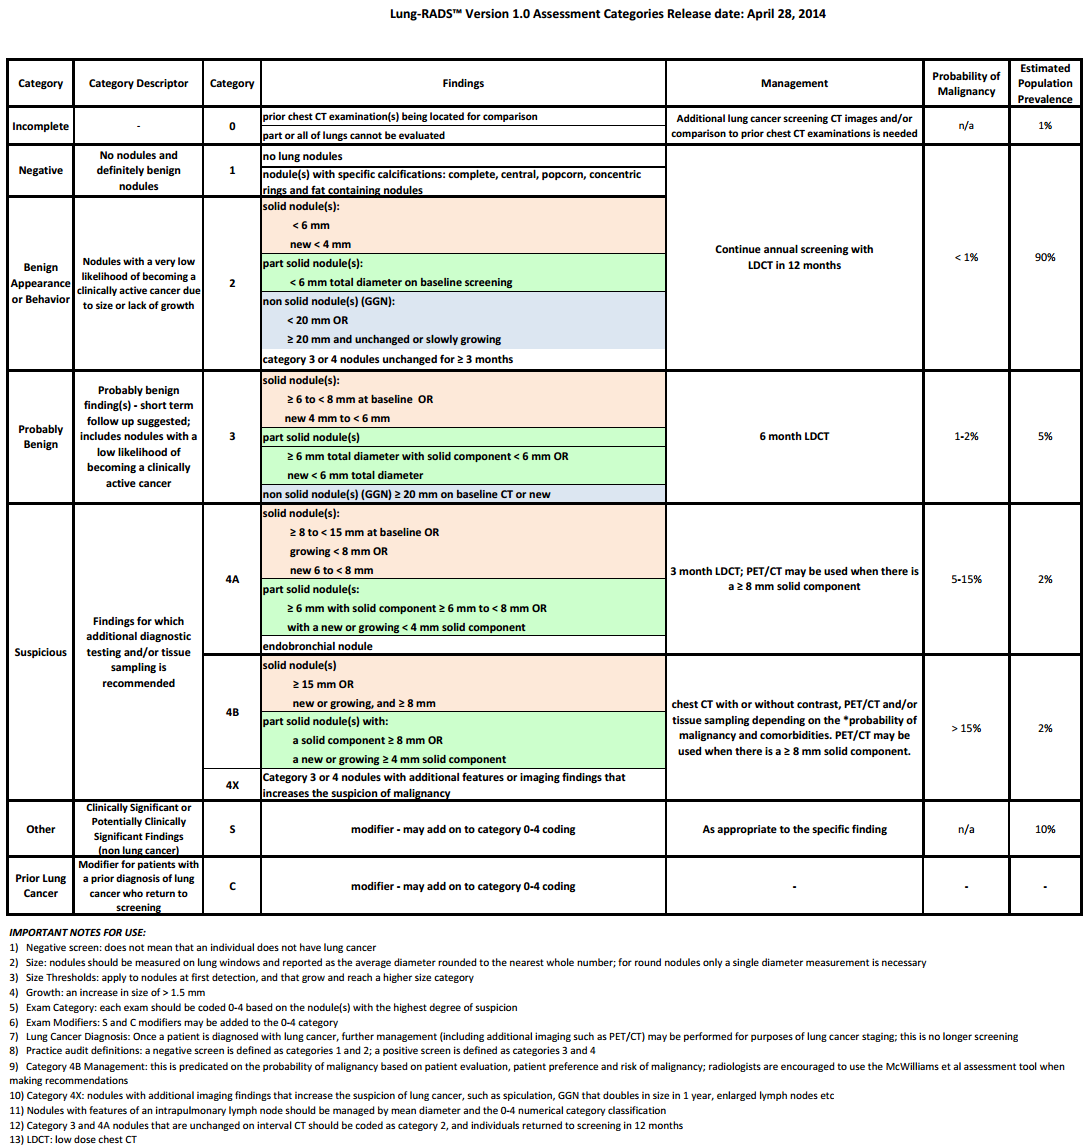 Lung-RADS™ Version 1.0 Assessment Categories Release date: April 28, 2014
Category
Category Descriptor
Category
Findings
Management
Probability of
Malignancy
Estimated
Population
Prevalence
Incomplete
-
0
prior chest CT examination(s) being located for comparison
part or all of lungs cannot be evaluated
Additional lung cancer screening CT images and/or
comparison to prior chest CT examinations is needed
n/a
1%
Negative
No nodules and
definitely benign
nodules
1
no lung nodules
nodule(s) with specific calcifications: complete, central, popcorn, concentric
rings and fat containing nodules
Continue annual screening with
LDCT in 12 months
< 1%
90%
Benign
Appearance
or Behavior
Nodules with a very low
likelihood of becoming a
clinically active cancer due
to size or lack of growth
2
solid nodule(s):
< 6 mm
new < 4 mm
part solid nodule(s):
< 6 mm total diameter on baseline screening
non solid nodule(s) (GGN):
< 20 mm OR
≥ 20 mm and unchanged or slowly growing
category 3 or 4 nodules unchanged for ≥ 3 months
Probably
Benign
Probably benign
finding(s) - short term
follow up suggested;
includes nodules with a
low likelihood of
becoming a clinically
active cancer
3
solid nodule(s):
≥ 6 to < 8 mm at baseline OR
new 4 mm to < 6 mm
part solid nodule(s)
≥ 6 mm total diameter with solid component < 6 mm OR
new < 6 mm total diameter
non solid nodule(s) (GGN) ≥ 20 mm on baseline CT or new
6 month LDCT
1-2%
5%
Suspicious
Findings for which
additional diagnostic
testing and/or tissue
sampling is
recommended
4A
solid nodule(s):
≥ 8 to < 15 mm at baseline OR
growing < 8 mm OR
new 6 to < 8 mm
part solid nodule(s:
≥ 6 mm with solid component ≥ 6 mm to < 8 mm OR
with a new or growing < 4 mm solid component
endobronchial nodule
3 month LDCT; PET/CT may be used when there is
a ≥ 8 mm solid component
5-15%
2%
4B
solid nodule(s)
≥ 15 mm OR
new or growing, and ≥ 8 mm
part solid nodule(s) with:
a solid component ≥ 8 mm OR
a new or growing ≥ 4 mm solid component
chest CT with or without contrast, PET/CT and/or
tissue sampling depending on the *probability of
malignancy and comorbidities. PET/CT may be
used when there is a ≥ 8 mm solid component.
> 15%
2%
4X
Category 3 or 4 nodules with additional features or imaging findings that
increases the suspicion of malignancy
Other
Clinically Significant or
Potentially Clinically
Significant Findings
(non lung cancer)
S
modifier - may add on to category 0-4 coding
As appropriate to the specific finding
n/a
10%
Prior Lung
Cancer
Modifier for patients with
a prior diagnosis of lung
cancer who return to
screening
C
modifier - may add on to category 0-4 coding
-
-
-
IMPORTANT NOTES FOR USE:
1) Negative screen: does not mean that an individual does not have lung cancer
2) Size: nodules should be measured on lung windows and reported as the average diameter rounded to the nearest whole number; for round nodules only a single diameter measurement is necessary
3) Size Thresholds: apply to nodules at first detection, and that grow and reach a higher size category
4) Growth: an increase in size of > 1.5 mm
5) Exam Category: each exam should be coded 0-4 based on the nodule(s) with the highest degree of suspicion
6) Exam Modifiers: S and C modifiers may be added to the 0-4 category
7) Lung Cancer Diagnosis: Once a patient is diagnosed with lung cancer, further management (including additional imaging such as PET/CT) may be performed for purposes of lung cancer staging; this is no longer screening
8) Practice audit definitions: a negative screen is defined as categories 1 and 2; a positive screen is defined as categories 3 and 4
9) Category 4B Management: this is predicated on the probability of malignancy based on patient evaluation, patient preference and risk of malignancy; radiologists are encouraged to use the McWilliams et al assessment tool when
making recommendations
10) Category 4X: nodules with additional imaging findings that increase the suspicion of lung cancer, such as spiculation, GGN that doubles in size in 1 year, enlarged lymph nodes etc
11) Nodules with features of an intrapulmonary lymph node should be managed by mean diameter and the 0-4 numerical category classification
12) Category 3 and 4A nodules that are unchanged on interval CT should be coded as category 2, and individuals returned to screening in 12 months
13) LDCT: low dose chest CT